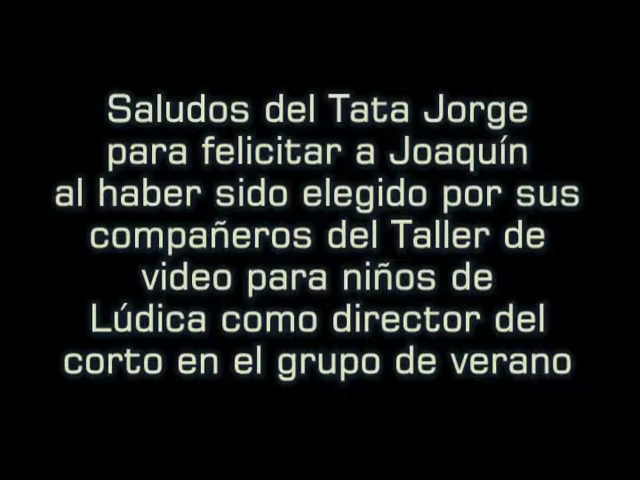 Saludos del Tata Jorge
para felicitar a Joaquín
al haber sido elegido por sus
compañeros del Taller de
video para niños de
Lúdica como director del
corto en el grupo de verano